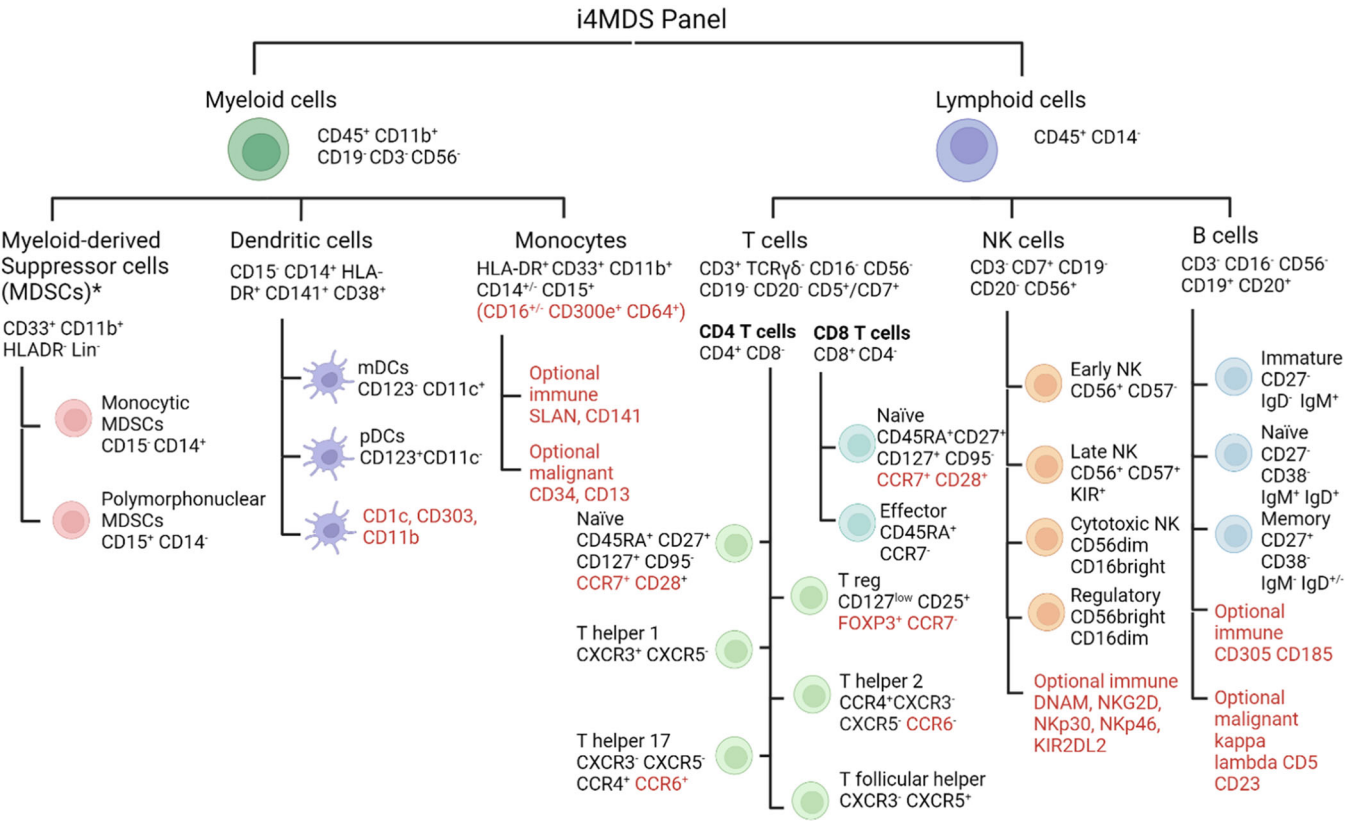 i4MDS Panel
Myeloid cells
CD45⁺ CD11b⁺
CD19⁻ CD3⁻ CD56⁻
Lymphoid cells
CD45⁺ CD14⁻
Myeloid-derived
Suppressor cells
(MDSCs)*
CD33⁺ CD11b⁺
HLADR⁻ Lin⁻
Monocytic
MDSCs
CD15⁻ CD14⁺
Polymorphonuclear
MDSCs
CD15⁺ CD14⁻
Dendritic cells
CD15⁻ CD14⁺ HLA-
DR⁺ CD141⁺ CD38⁺
mDCs
CD123⁻ CD11c⁺
pDCs
CD123⁺CD11c⁻
CD1c, CD303,
CD11b
Monocytes
HLA-DR⁺ CD33⁺ CD11b⁺
CD14⁺/⁻ CD15⁺
(CD16⁺/⁻ CD300e⁺ CD64⁺)
Optional
immune
SLAN, CD141
Optional
malignant
CD34, CD13
T cells
CD3⁺ TCRγδ⁻ CD16⁻ CD56⁻
CD19⁻ CD20⁻ CD5⁺/CD7⁺
CD4 T cells
CD4⁺ CD8⁻
CD8 T cells
CD8⁺ CD4⁻
Naïve
CD45RA⁺CD27⁺
CD127⁺ CD95⁻
CCR7⁺ CD28⁺
Effector
CD45RA⁺
CCR7⁻
Naïve
CD45RA⁺ CD27⁺
CD127⁺ CD95⁻
CCR7⁺ CD28⁺
T reg
CD127ˡᵒʷ CD25⁺
FOXP3⁺ CCR7⁻
T helper 1
CXCR3⁺ CXCR5⁻
T helper 2
CCR4⁺CXCR3⁻
CXCR5⁻ CCR6⁻
T helper 17
CXCR3⁻ CXCR5⁻
CCR4⁺ CCR6⁺
T follicular helper
CXCR3⁻ CXCR5⁺
NK cells
CD3⁻ CD7⁺ CD19⁻
CD20⁻ CD56⁺
Early NK
CD56⁺ CD57⁻
Late NK
CD56⁺ CD57⁺
KIR⁺
Cytotoxic NK
CD56dim
CD16bright
Regulatory
CD56bright
CD16dim
Optional immune
DNAM, NKG2D,
NKp30, NKp46,
KIR2DL2
B cells
CD3⁻ CD16⁻ CD56⁻
CD19⁺ CD20⁺
Immature
CD27⁻
IgD⁻ IgM⁺
Naïve
CD27⁻
CD38⁻
IgM⁺ IgD⁺
Memory
CD27⁺
CD38⁻
IgM⁻ IgD⁺/⁻
Optional
immune
CD305 CD185
Optional
malignant
kappa
lambda CD5
CD23